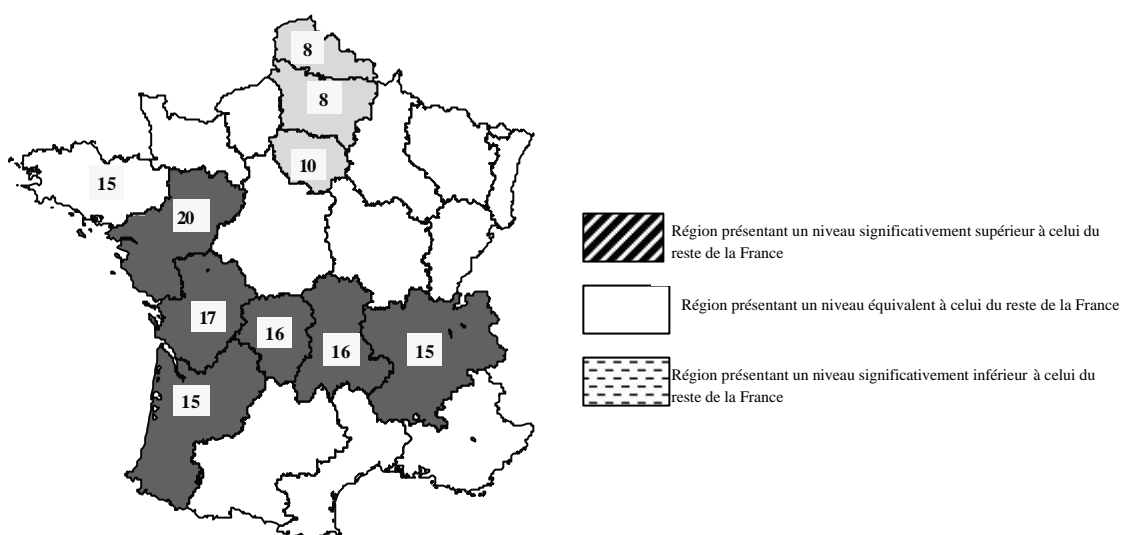 8
8
10
15
20
17
16
16
15
15
Région présentant un niveau significativement supérieur à celui du
reste de la France
Région présentant un niveau équivalent à celui du reste de la France
Région présentant un niveau significativement inférieur à celui du
reste de la France